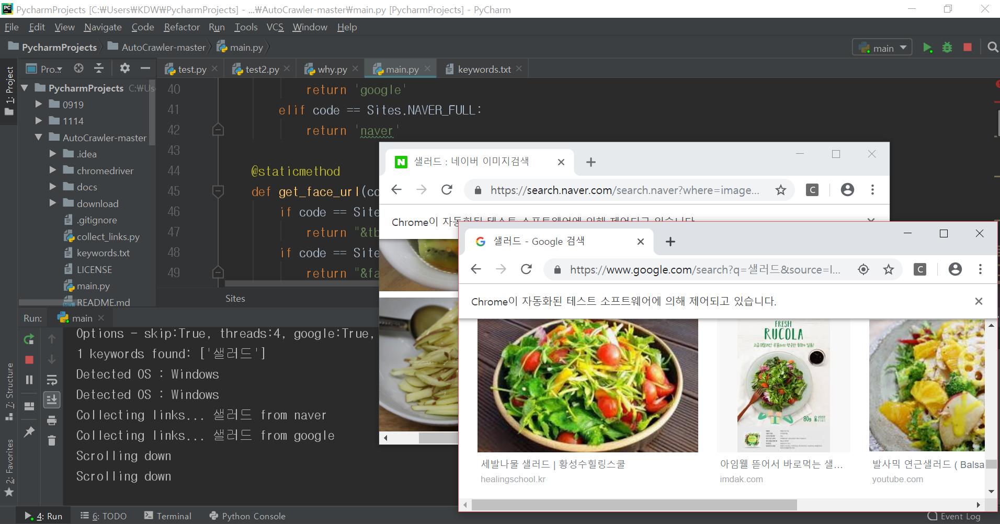 PycharmProjects [C:₩Users₩KDW₩PycharmProjects] - ...₩AutoCrawler-master₩main.py [PycharmProjects] - PyCharm
File Edit View Navigate Code Refactor Run Tools VCS Window Help
PycharmProjects AutoCrawler-master main.py
main
Pro...
test.py test2.py why.py main.py keywords.txt
1: Project
PycharmProjects C:₩Us
0919
1114
AutoCrawler-master
.idea
chromedriver
docs
download
.gitignore
collect_links.py
keywords.txt
LICENSE
main.py
README.md
40 return 'google'
41 elif code == Sites.NAVER_FULL:
42 return 'naver'
43
44 @staticmethod
45 def get_face_url(co
46 if code == Site
47 return "&tb
48 if code == Site
49 return "&fa
Sites
샐러드 : 네이버 이미지검색
https://search.naver.com/search.naver?where=image...
Chrome이 자동화된 테스트 소프트웨어에 의해 제어되고 있습니다.
샐러드 - Google 검색
https://www.google.com/search?q=샐러드&source=l...
Chrome이 자동화된 테스트 소프트웨어에 의해 제어되고 있습니다.
FRESH
RUCOLA
80g
세발나물 샐러드 | 황성수힐링스쿨
healingschool.kr
아임웰 뜯어서 바로먹는 샐...
imdak.com
발사믹 연근샐러드 ( Balsa
youtube.com
Run: main
Options - skip:True, threads:4, google:True,
1 keywords found: ['샐러드']
Detected OS : Windows
Detected OS : Windows
Collecting links... 샐러드 from naver
Collecting links... 샐러드 from google
Scrolling down
Scrolling down
7: Structure
2: Favorites
4: Run 6: TODO Terminal Python Console Event Log